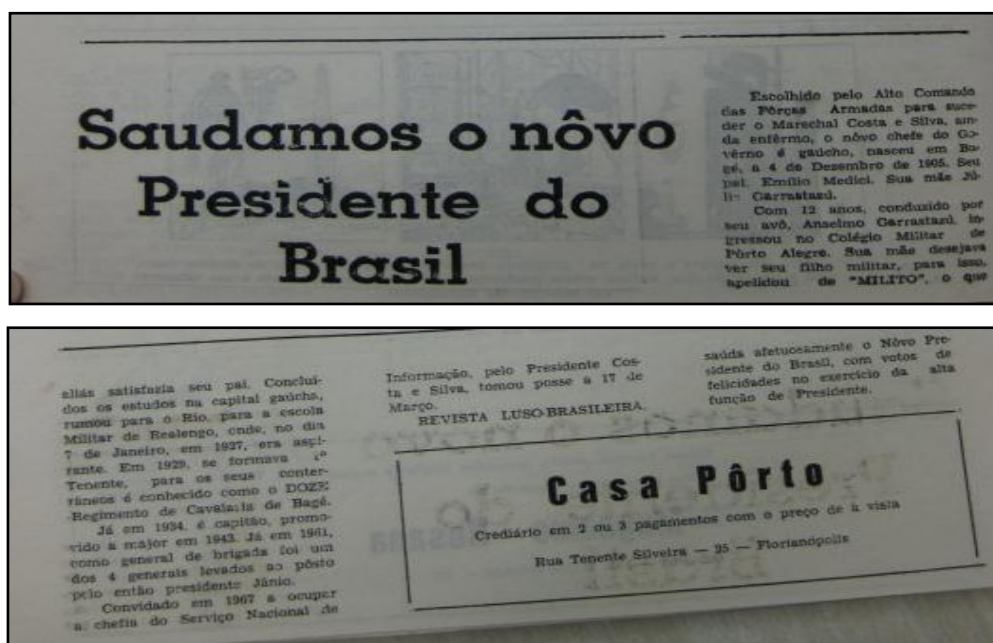 Saudamos o nôvo
Presidente do
Brasil
Escolhido pelo Alto Comando
das Fôrças Armadas para suce-
der o Marechal Costa e Silva, ain-
da enfêrmo, o nôvo chefe do Go-
vêrno é gaúcho, nasceu em Ba-
gé, a 4 de Dezembro de 1905. Seu
pai, Emílio Medici. Sua mãe Jú-
lia Garrastazú.
Com 12 anos, conduzido por
seu avô, Anselmo Garrastazú, in-
gressou no Colégio Militar de
Pôrto Alegre. Sua mãe desejava
ver seu filho militar, para isso,
apelidou de "MILITO", o que
aliás satisfazia seu pai. Concluí-
dos os estudos na capital gaúcha,
rumou para o Rio, para a escola
Militar de Realengo, onde, no dia
7 de Janeiro, em 1927, era aspi-
rante. Em 1929, se formava 1º
Tenente, para os seus conter-
râneos é conhecido como o DOZE
Regimento de Cavalaria de Bagé.
Já em 1934, é capitão, promo-
vido a major em 1943. Já em 1961,
como general de brigada foi um
dos 4 generais levados ao pôsto
pelo então presidente Jânio.
Convidado em 1967 a ocupar
a chefia do Serviço Nacional de
Informação, pelo Presidente Cos-
ta e Silva, tomou posse a 17 de
Março.
REVISTA LUSO-BRASILEIRA,
saúda afetuosamente o Nôvo Pre-
sidente do Brasil, com votos de
felicidades no exercício da alta
função de Presidente.
Casa Pôrto
Crediário em 2 ou 3 pagamentos com o preço de à vista
Rua Tenente Silveira — 25 — Florianópolis